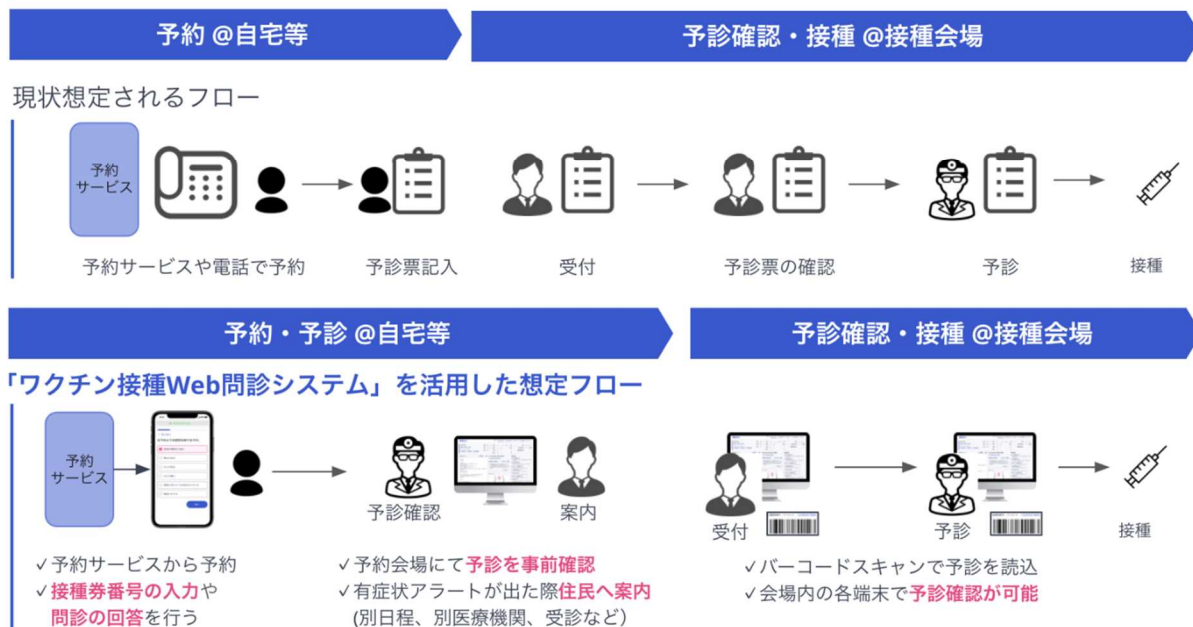 予約 @自宅等
予診確認・接種 @接種会場
現状想定されるフロー
予約
サービス
予約サービスや電話で予約
予診票記入
受付
予診票の確認
予診
接種
予約・予診 @自宅等
予診確認・接種 @接種会場
「ワクチン接種Web問診システム」を活用した想定フロー
予約
サービス
予診確認
案内
受付
予診
接種
✓予約サービスから予約
✓接種券番号の入力や
問診の回答を行う
✓予約会場にて予診を事前確認
✓有症状アラートが出た際住民へ案内
(別日程、別医療機関、受診など)
✓バーコードスキャンで予診を読込
✓会場内の各端末で予診確認が可能